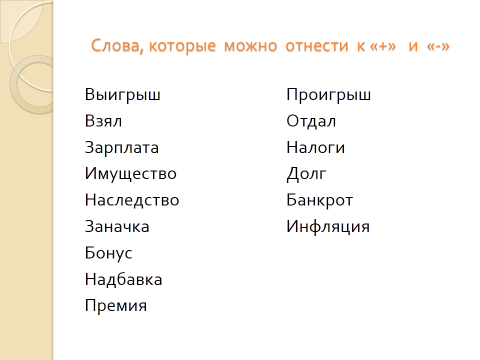 Слова, которые можно отнести к «+» и «-»
Выигрыш
Взял
Зарплата
Имущество
Наследство
Заначка
Бонус
Надбавка
Премия
Проигрыш
Отдал
Налоги
Долг
Банкрот
Инфляция